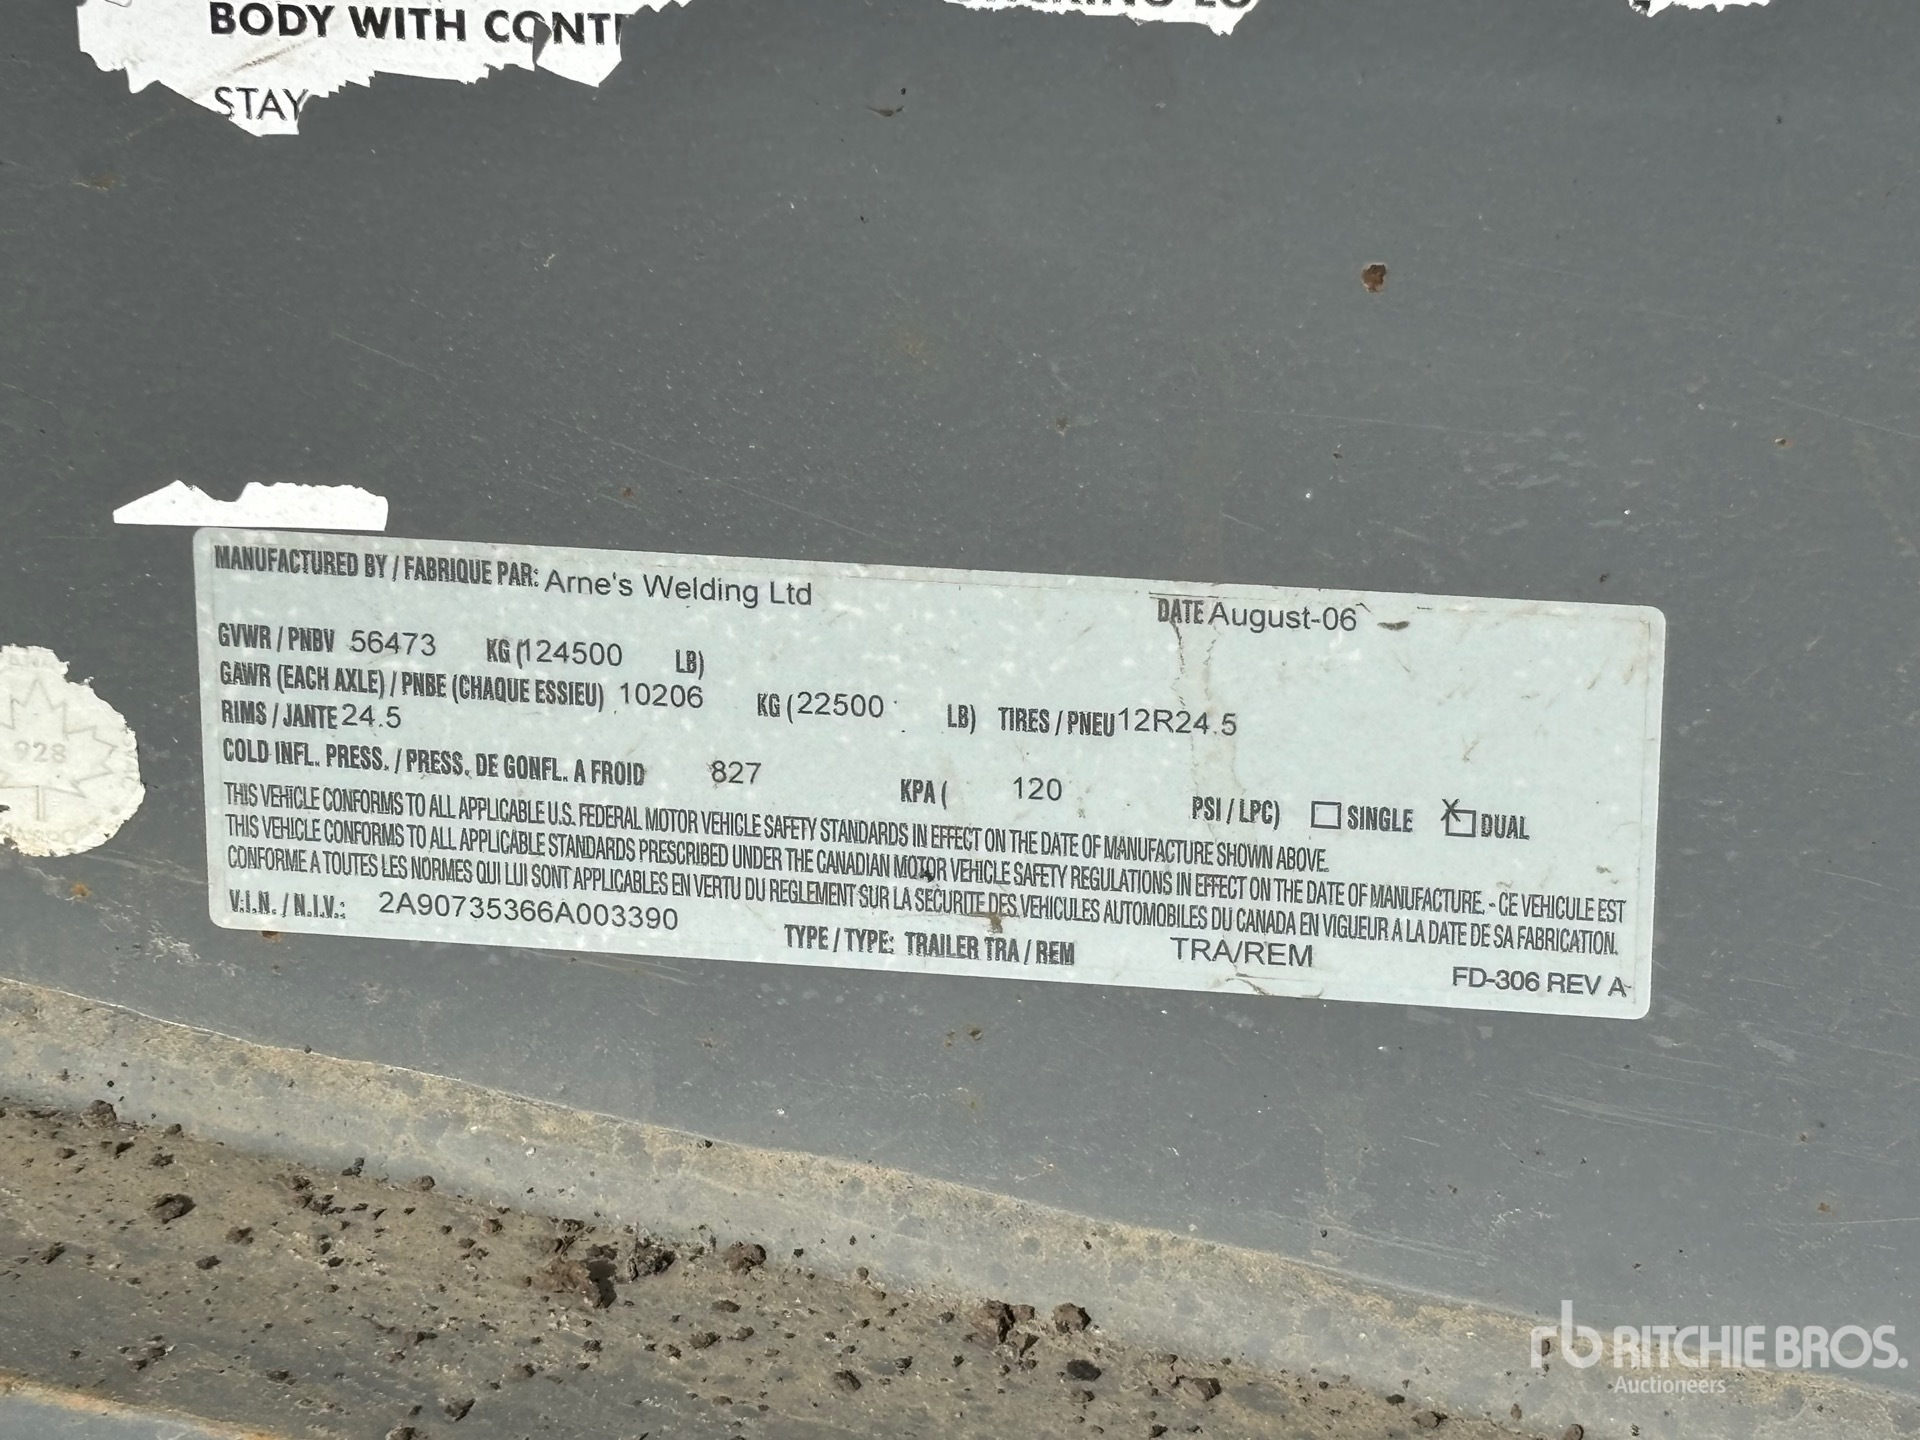 BODY WITH CONT
STAY
MANUFACTURED BY / FABRIQUE PAR: Arne's Welding Ltd
DATE August-06
GVWR / PNBV 56473 KG (124500 LB)
GAWR (EACH AXLE) / PNBE (CHAQUE ESSIEU) 10206 KG (22500 LB) TIRES / PNEU 12R24.5
RIMS / JANTE 24.5
COLD INFL. PRESS. / PRESS. DE GONFL. A FROID 827 KPA ( 120 PSI / LPC) SINGLE X DUAL
THIS VEHICLE CONFORMS TO ALL APPLICABLE U.S. FEDERAL MOTOR VEHICLE SAFETY STANDARDS IN EFFECT ON THE DATE OF MANUFACTURE SHOWN ABOVE.
THIS VEHICLE CONFORMS TO ALL APPLICABLE STANDARDS PRESCRIBED UNDER THE CANADIAN MOTOR VEHICLE SAFETY REGULATIONS IN EFFECT ON THE DATE OF MANUFACTURE. - CE VEHICULE EST
CONFORME A TOUTES LES NORMES QUI LUI SONT APPLICABLES EN VERTU DU REGLEMENT SUR LA SECURITE DES VEHICULES AUTOMOBILES DU CANADA EN VIGUEUR A LA DATE DE SA FABRICATION.
V.I.N. / N.I.V.: 2A90735366A003390 TYPE / TYPE: TRAILER TRA / REM TRA/REM
FD-306 REV A
928
rb RITCHIE BROS.
Auctioneers